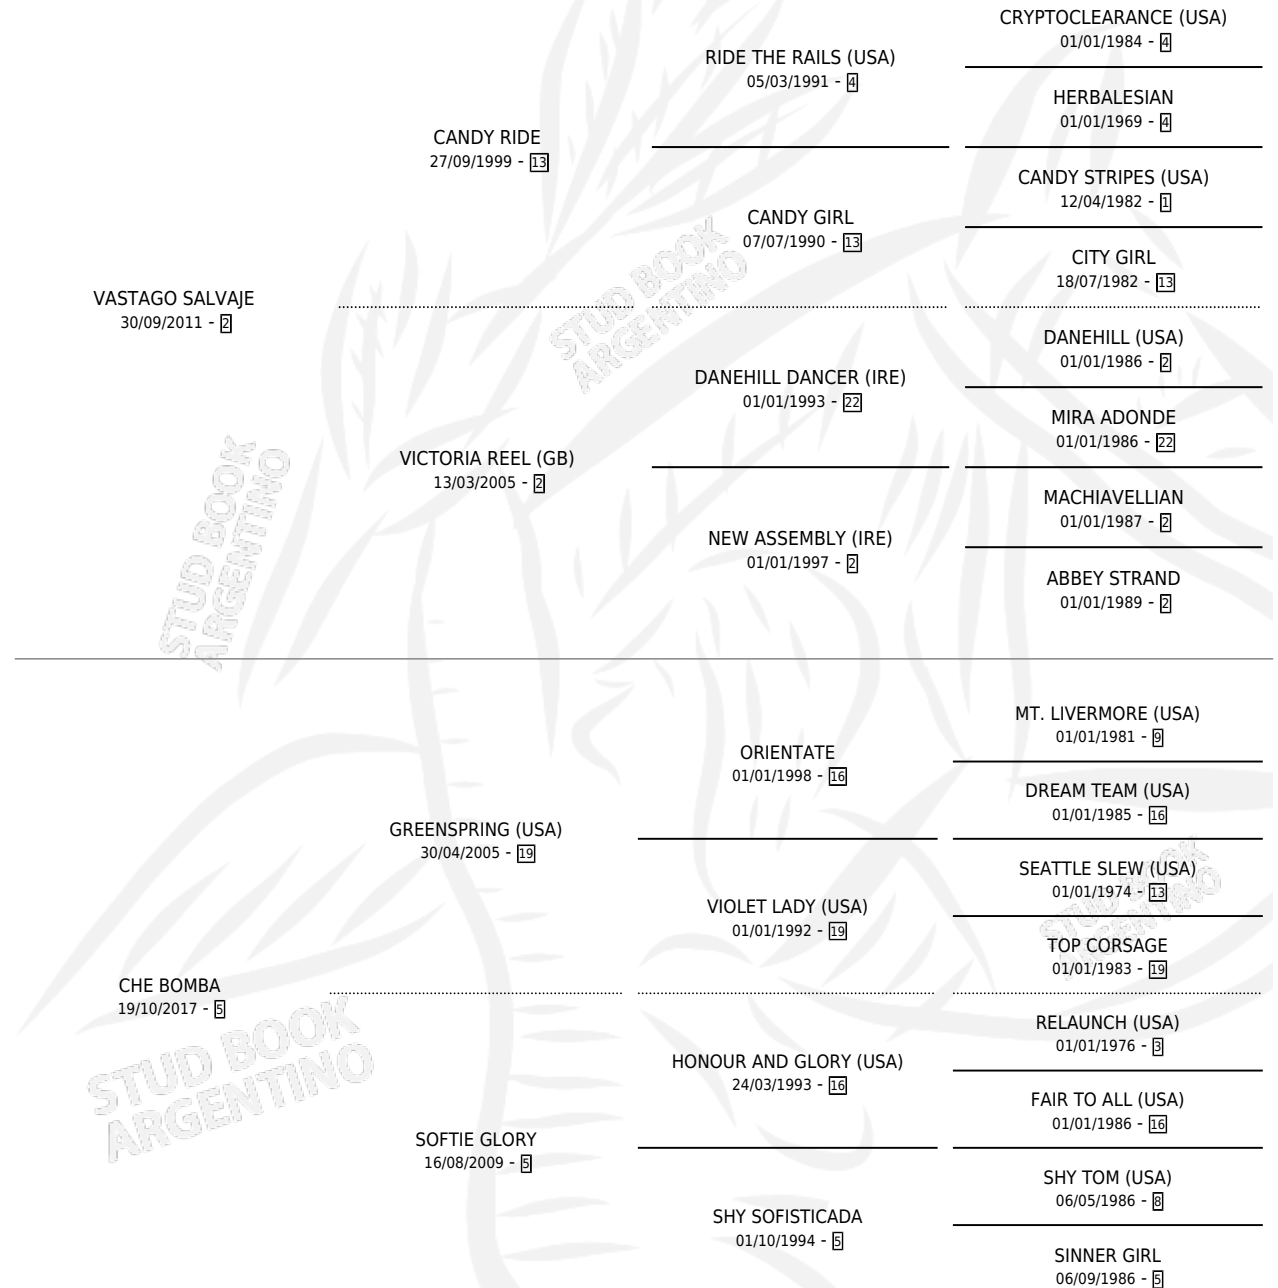 CRYPTOCLEARANCE (USA)
01/01/1984 - 4
RIDE THE RAILS (USA)
05/03/1991 - 4
HERBALESIAN
01/01/1969 - 4
CANDY RIDE
27/09/1999 - 13
CANDY STRIPES (USA)
12/04/1982 - 1
CANDY GIRL
07/07/1990 - 13
CITY GIRL
18/07/1982 - 13
VASTAGO SALVAJE
30/09/2011 - 2
DANEHILL (USA)
01/01/1986 - 2
DANEHILL DANCER (IRE)
01/01/1993 - 22
MIRA ADONDE
01/01/1986 - 22
VICTORIA REEL (GB)
13/03/2005 - 2
MACHIAVELLIAN
01/01/1987 - 2
NEW ASSEMBLY (IRE)
01/01/1997 - 2
ABBEY STRAND
01/01/1989 - 2
MT. LIVERMORE (USA)
01/01/1981 - 9
ORIENTATE
01/01/1998 - 16
DREAM TEAM (USA)
01/01/1985 - 16
GREENSPRING (USA)
30/04/2005 - 19
SEATTLE SLEW (USA)
01/01/1974 - 13
VIOLET LADY (USA)
01/01/1992 - 19
TOP CORSAGE
01/01/1983 - 19
CHE BOMBA
19/10/2017 - 5
RELAUNCH (USA)
01/01/1976 - 3
HONOUR AND GLORY (USA)
24/03/1993 - 16
FAIR TO ALL (USA)
01/01/1986 - 16
SOFTIE GLORY
16/08/2009 - 5
SHY TOM (USA)
06/05/1986 - 8
SHY SOFISTICADA
01/10/1994 - 5
SINNER GIRL
06/09/1986 - 5
STUD BOOK
ARGENTINO
STUD BOOK
ARGENTINO
STUD BOOK
ARGENTINO
STUD BOOK
ARGENTINO